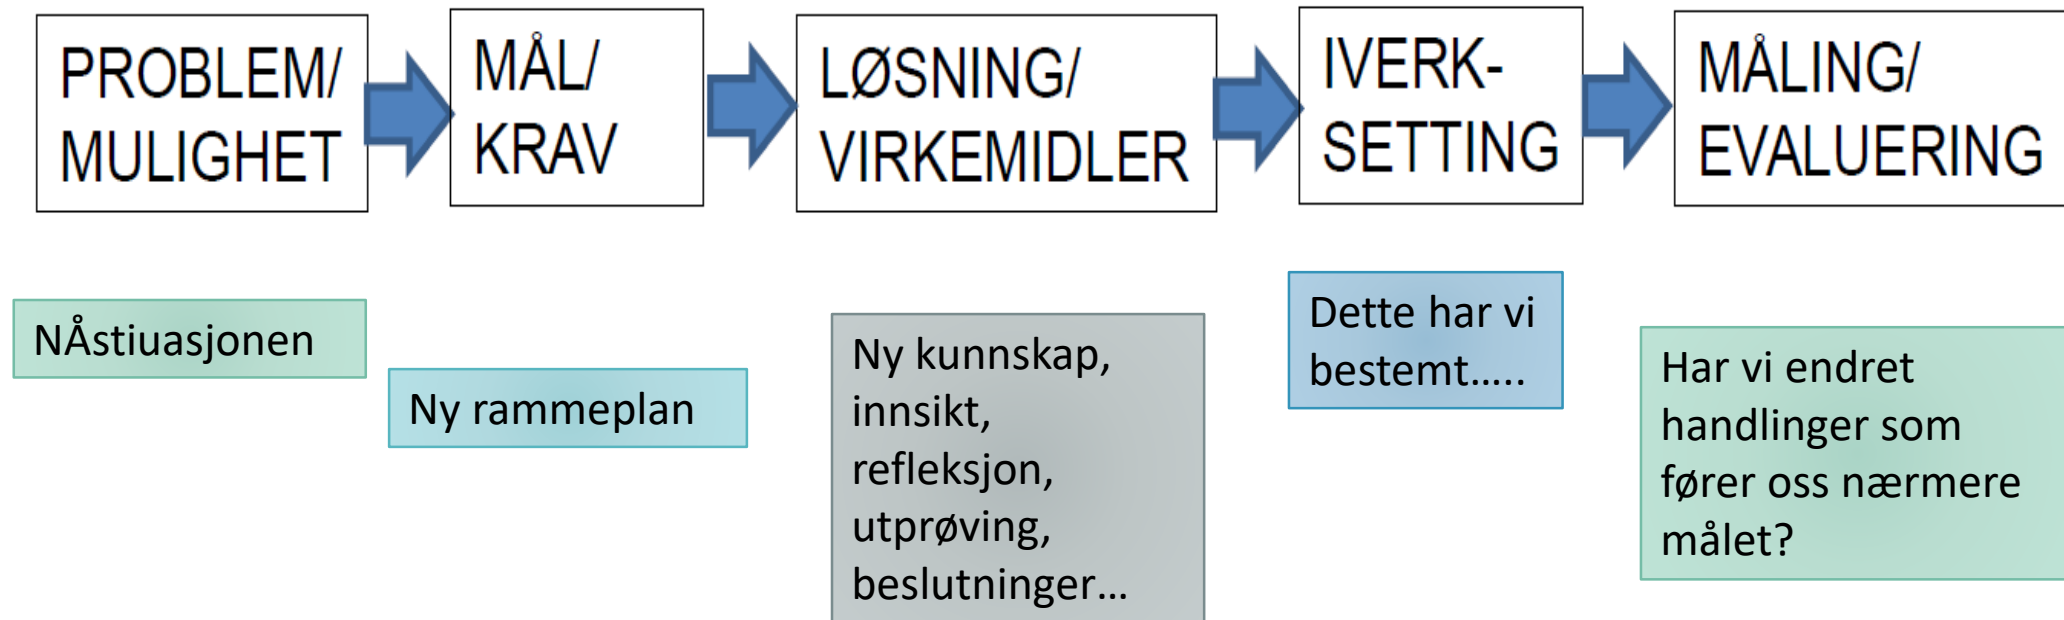 PROBLEM/
MULIGHET
MÅL/
KRAV
LØSNING/
VIRKEMIDLER
IVERK-
SETTING
MÅLING/
EVALUERING
NÅstiuasjonen
Ny rammeplan
Ny kunnskap,
innsikt,
refleksjon,
utprøving,
beslutninger...
Dette har vi
bestemt…..
Har vi endret
handlinger som
fører oss nærmere
målet?